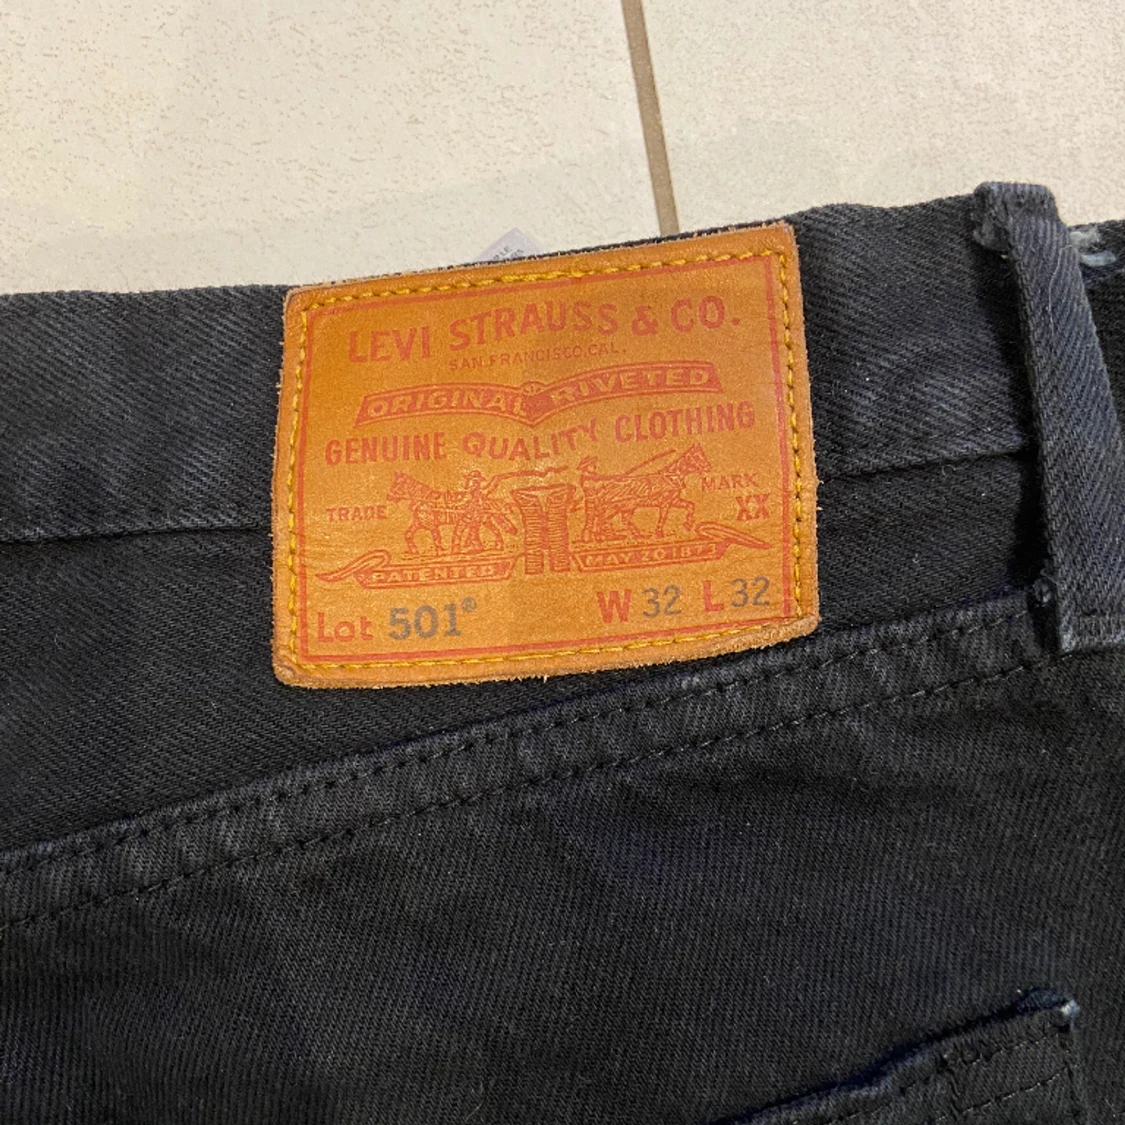 LEVI STRAUSS & CO.
SAN FRANCISCO, CAL.
ORIGINAL RIVETED
GENUINE QUALITY CLOTHING
TRADE MARK
XX
PATENTED MAY 20 1873
Lot 501® W 32 L 32